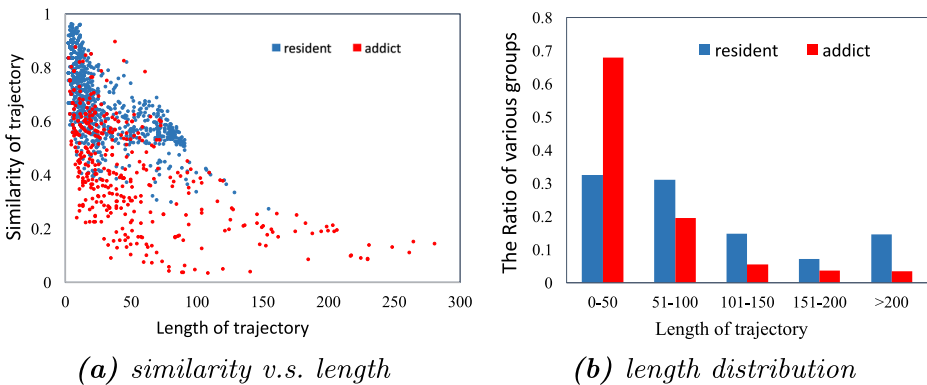 Similarity of trajectory
1
0.8
0.6
0.4
0.2
0
0 50 100 150 200 250 300
resident addict
Length of trajectory
(a) similarity v.s. length
The Ratio of various groups
0.8
0.7
0.6
0.5
0.4
0.3
0.2
0.1
0
resident addict
0-50 51-100 101-150 151-200 >200
Length of trajectory
(b) length distribution